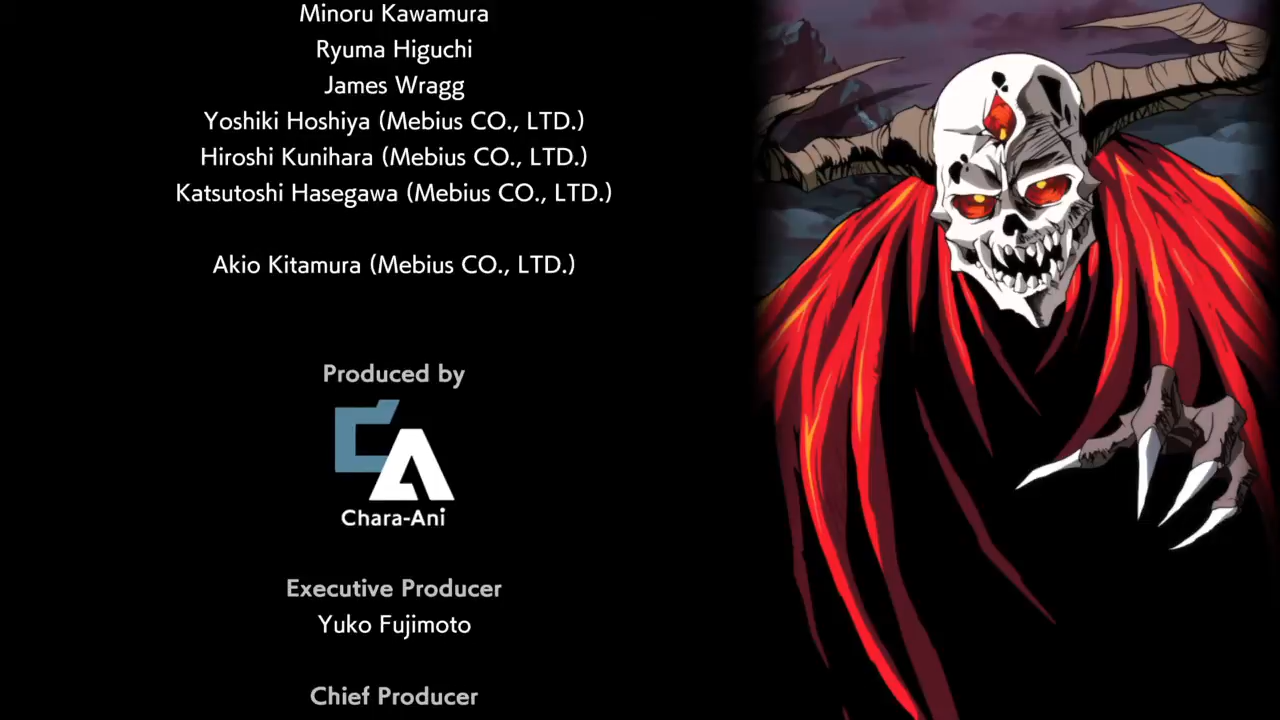 Minoru Kawamura
Ryuma Higuchi
James Wragg
Yoshiki Hoshiya (Mebius CO., LTD.)
Hiroshi Kunihara (Mebius CO., LTD.)
Katsutoshi Hasegawa (Mebius CO., LTD.)
Akio Kitamura (Mebius CO., LTD.)
Produced by
CA
Chara-Ani
Executive Producer
Yuko Fujimoto
Chief Producer